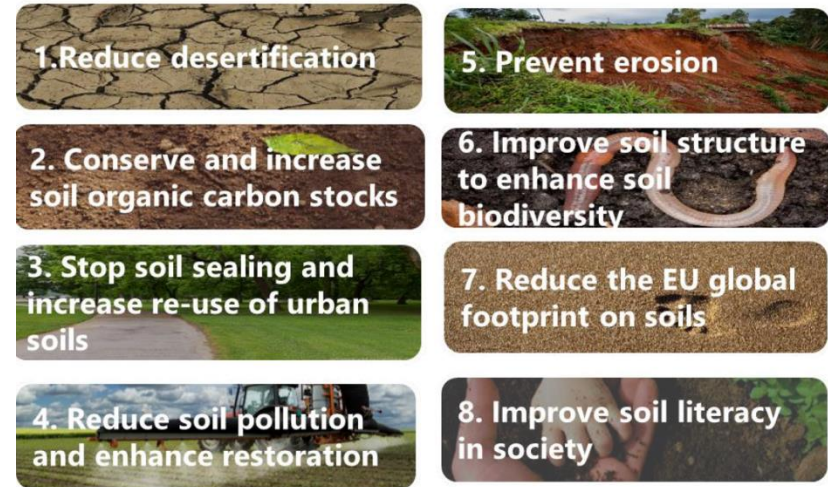 1.Reduce desertification
2. Conserve and increase
soil organic carbon stocks
3. Stop soil sealing and
increase re-use of urban
soils
4. Reduce soil pollution
and enhance restoration
5. Prevent erosion
6. Improve soil structure
to enhance soil
biodiversity
7. Reduce the EU global
footprint on soils
8. Improve soil literacy
in society